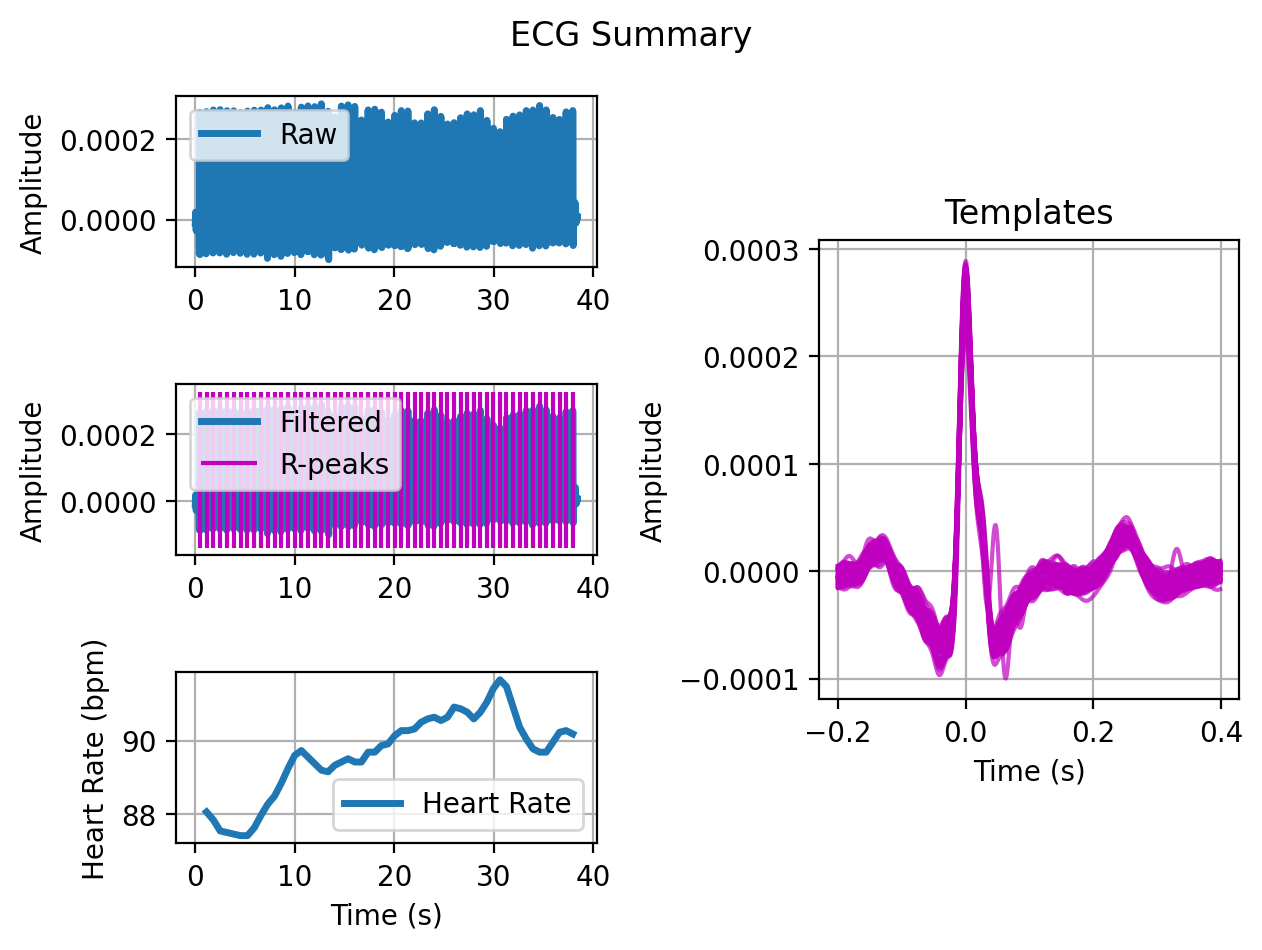 ECG Summary
Amplitude
0.0002
0.0000
Raw
0 10 20 30 40
Amplitude
0.0002
0.0000
Filtered
R-peaks
0 10 20 30 40
Heart Rate (bpm)
90
88
Heart Rate
0 10 20 30 40
Time (s)
Templates
Amplitude
0.0003
0.0002
0.0001
0.0000
−0.0001
−0.2 0.0 0.2 0.4
Time (s)